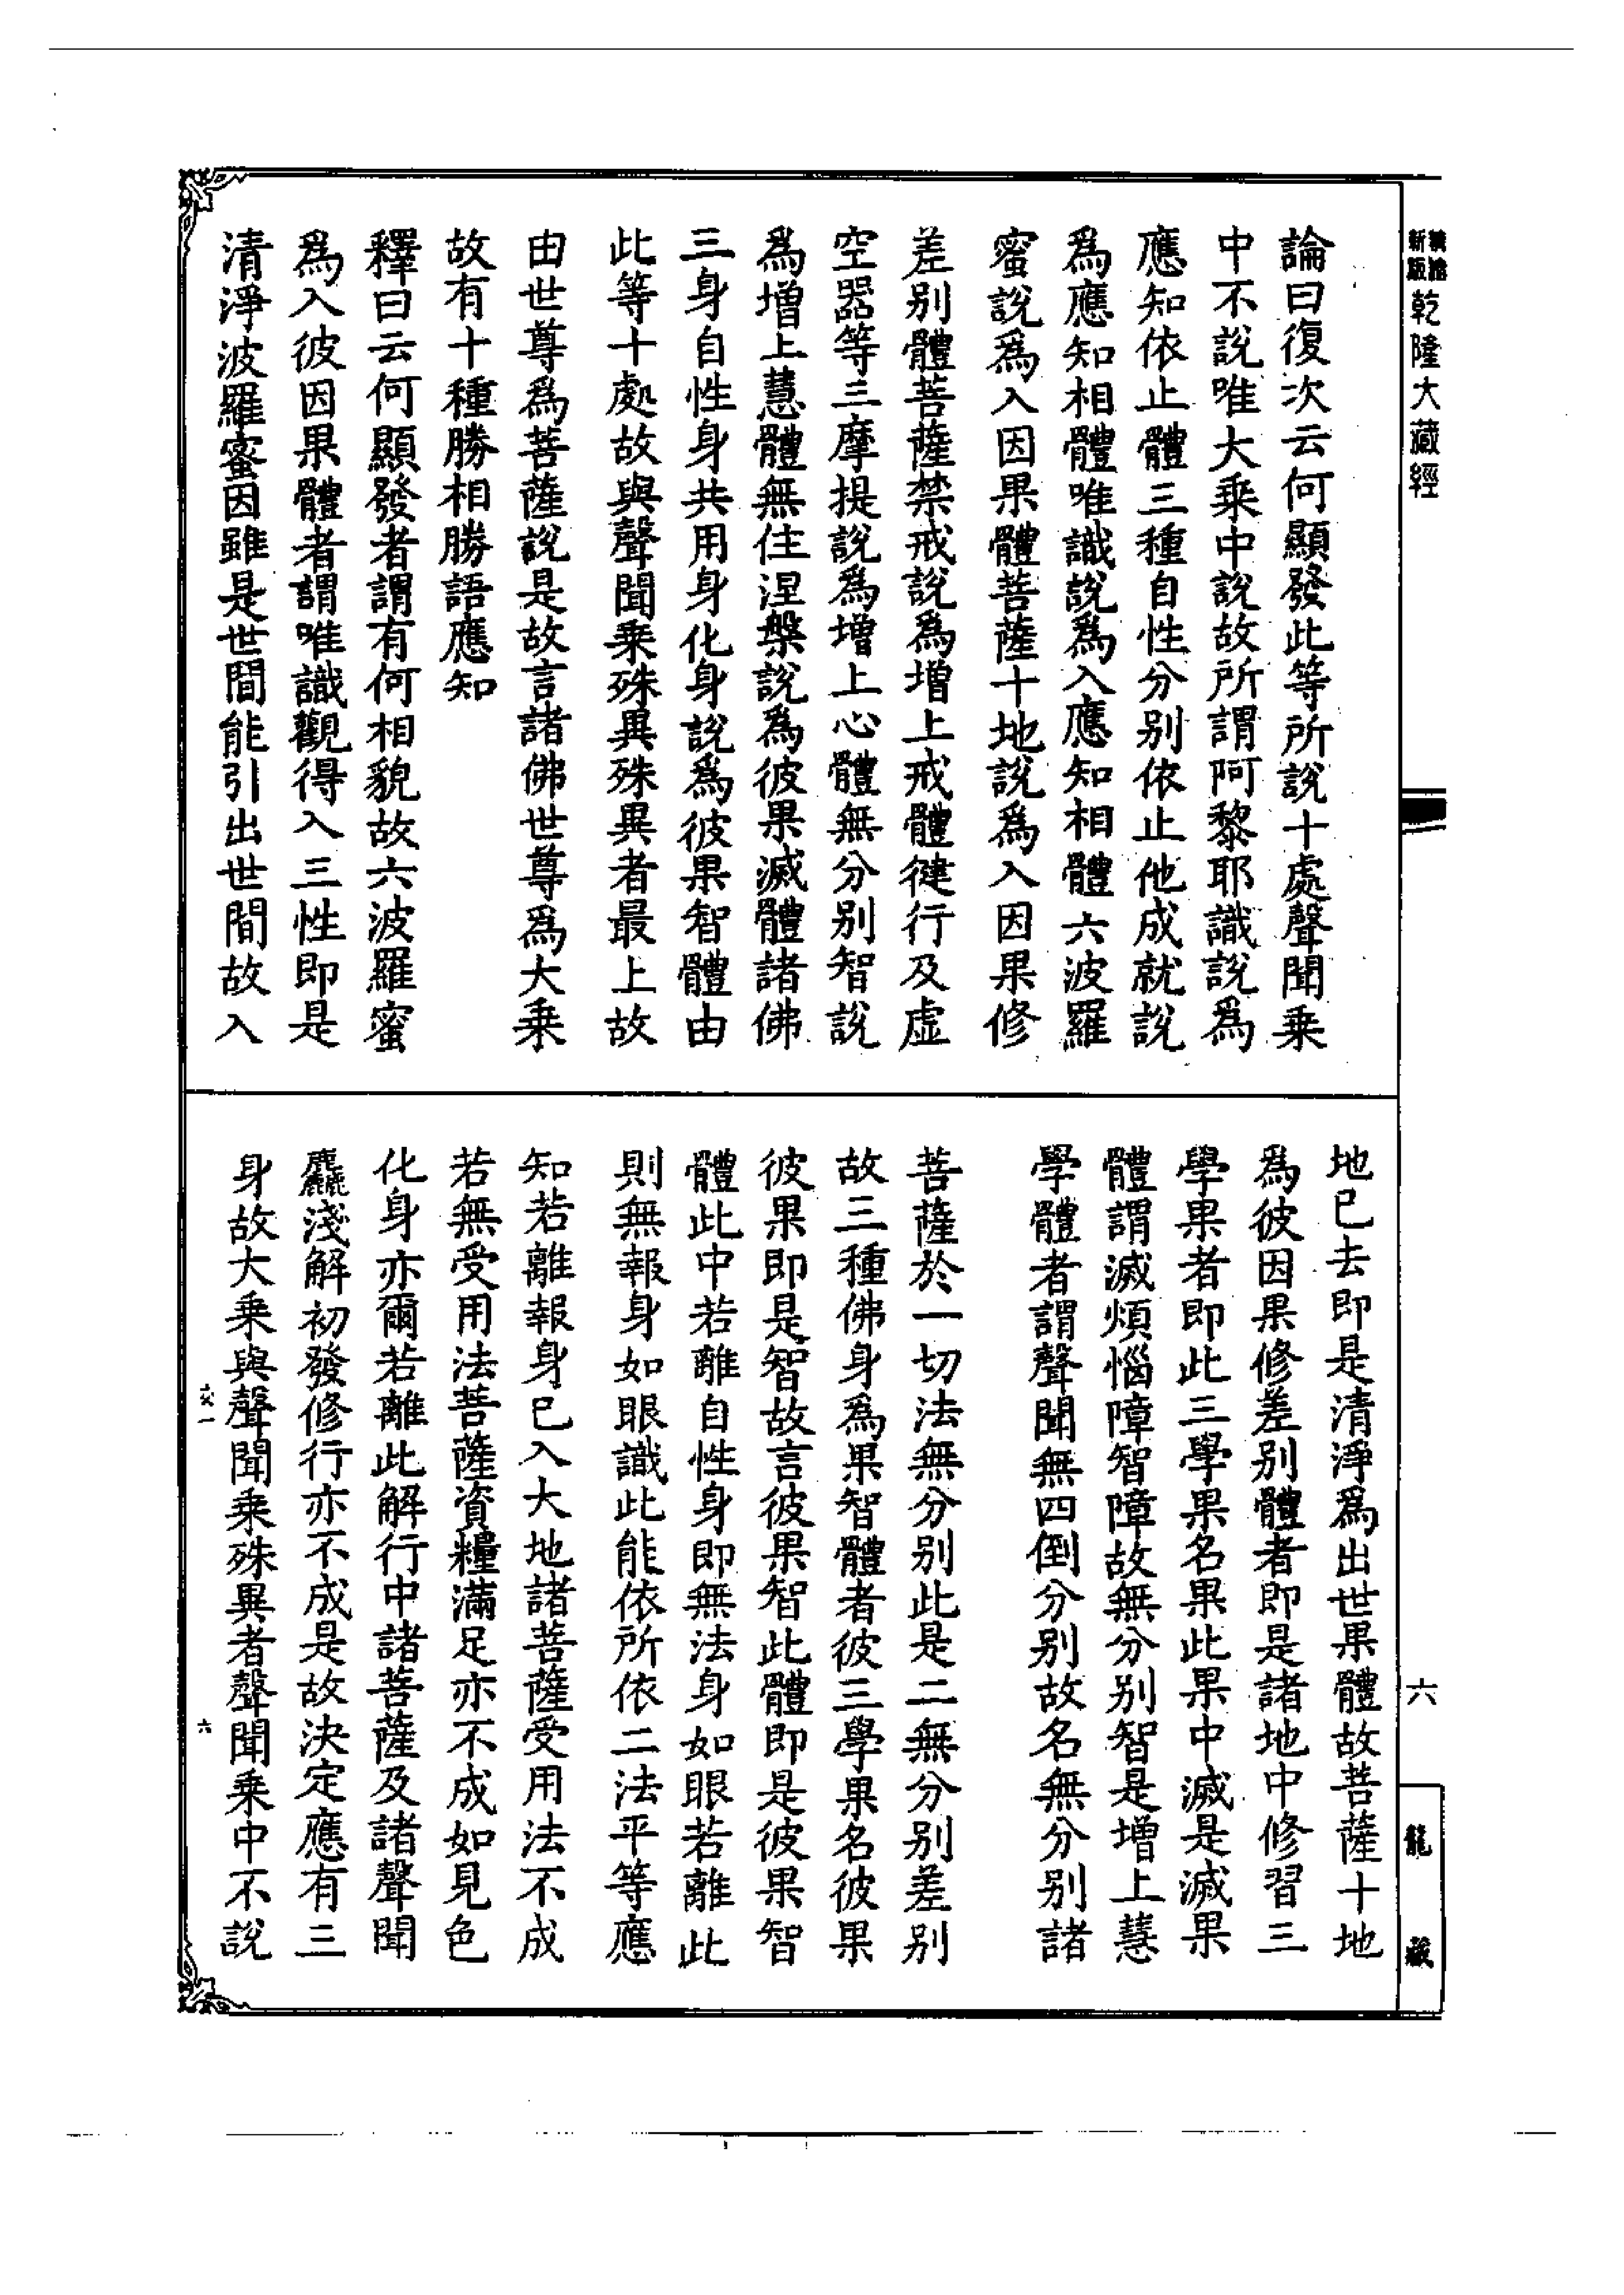 新版
乾隆大藏經
論曰復次云何顯發此等所說十處聲聞乘
中不說唯大乘中說故所謂阿黎耶識說爲
應知依止體三種自性分別依止他成就說
爲應知相體唯識說爲入應知相體六波羅
蜜說爲入因果體菩薩十地說爲入因果修
差別體菩薩禁戒說爲增上戒體健行及虛
空器等三摩提說爲增上心體無分別智說
爲增上慧體無住涅槃說爲彼果滅體諸佛
三身自性身共用身化身說爲彼果智體由
此等十處故與聲聞乘殊異殊異者最上故
由世尊爲菩薩說是故言諸佛世尊爲大乘
故有十種勝相勝語應知
釋曰云何顯發者謂有何相貌故六波羅蜜
爲入彼因果體者謂唯識觀得入三性即是
清淨波羅蜜因雖是世間能引出世間故入
地已去即是清淨爲出世果體故菩薩十地
爲彼因果修差別體者即是諸地中修習三
學果者即此三學果名果此果中滅是滅果
體謂滅煩惱障智障故無分別智是增上慧
學體者謂聲聞無四倒分別故名無分別諸
菩薩於一切法無分別此是二無分別差別
故三種佛身爲果智體者彼三學果名彼果
彼果即是智故言彼果智此體即是彼果智
體此中若離自性身即無法身如眼若離此
則無報身如眼識此能依所依二法平等應
知若離報身已入大地諸菩薩受用法不成
若無受用法菩薩資糧滿足亦不成如見色
化身亦爾若離此解行中諸菩薩及諸聲聞
麤淺解初發修行亦不成是故決定應有三
身故大乘與聲聞乘殊異者聲聞乘中不說
六
龍藏
六